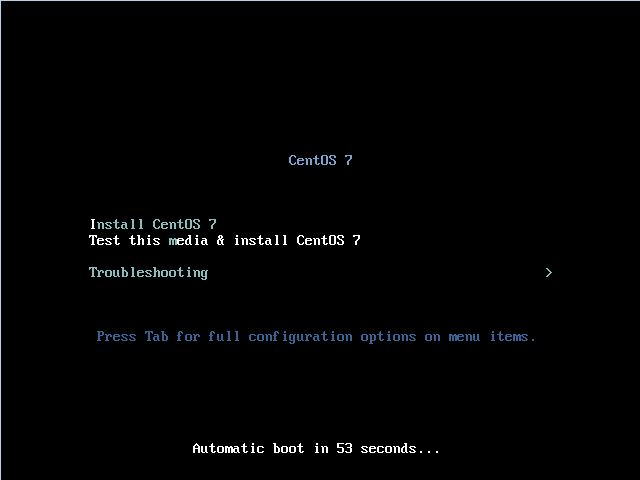 CentOS 7
Install CentOS 7
Test this media & install CentOS 7
Troubleshooting >
Press Tab for full configuration options on menu items.
Automatic boot in 53 seconds...